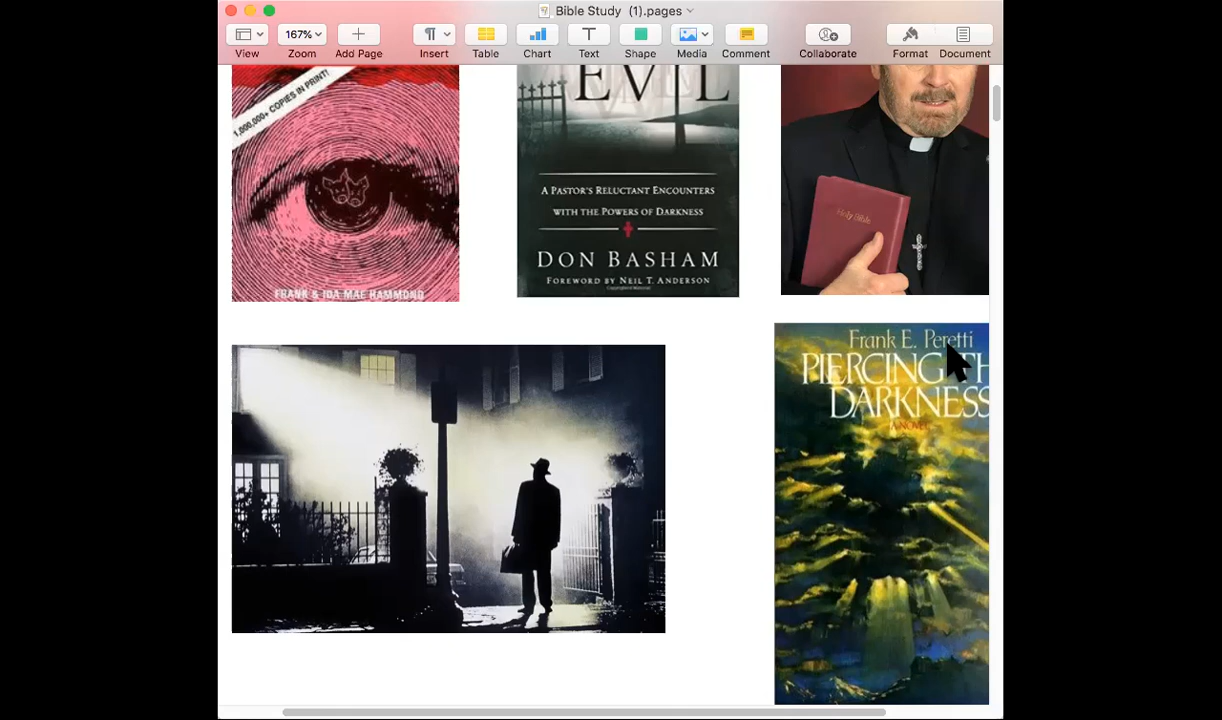 Bible Study (1).pages
167%
View
Zoom
Add Page
Insert
Table
Chart
Text
Shape
Media
Comment
Collaborate
Format
Document
1,000,000+ COPIES IN PRINT!
FRANK & IDA MAE HAMMOND
EVIL
A PASTOR'S RELUCTANT ENCOUNTERS
WITH THE POWERS OF DARKNESS
DON BASHAM
FOREWORD BY NEIL T. ANDERSON
Holy Bible
Frank E. Peretti
PIERCING TH
DARKNESS
A NOVEL